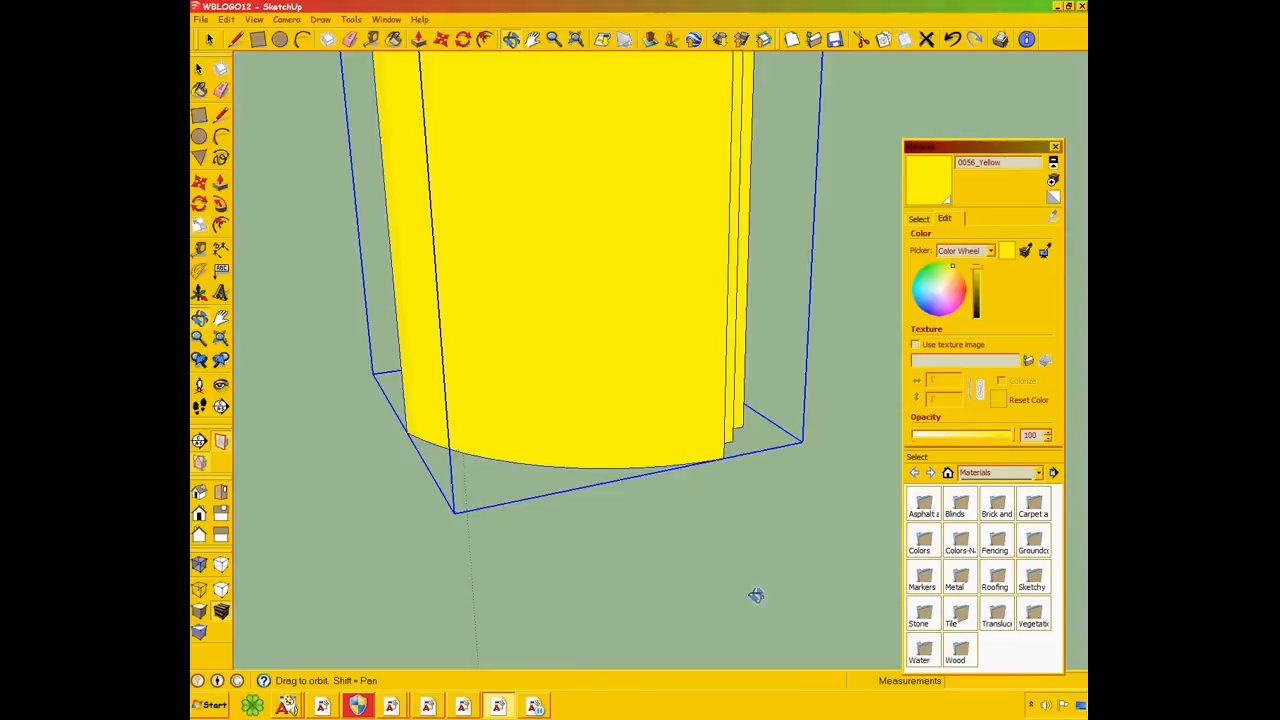 WBLOGO12 - SketchUp
File Edit View Camera Draw Tools Window Help
0056_Yellow
Select Edit
Color
Picker: Color Wheel
Texture
Use texture image
Colorize
Reset Color
Opacity
100
Select
Materials
Asphalt a Blinds Brick and Carpet a
Colors Colors-N Fencing Groundc
Markers Metal Roofing Sketchy
Stone Tile Transluc Vegetati
Water Wood
ABC
Drag to orbit. Shift = Pan
Measurements
Start